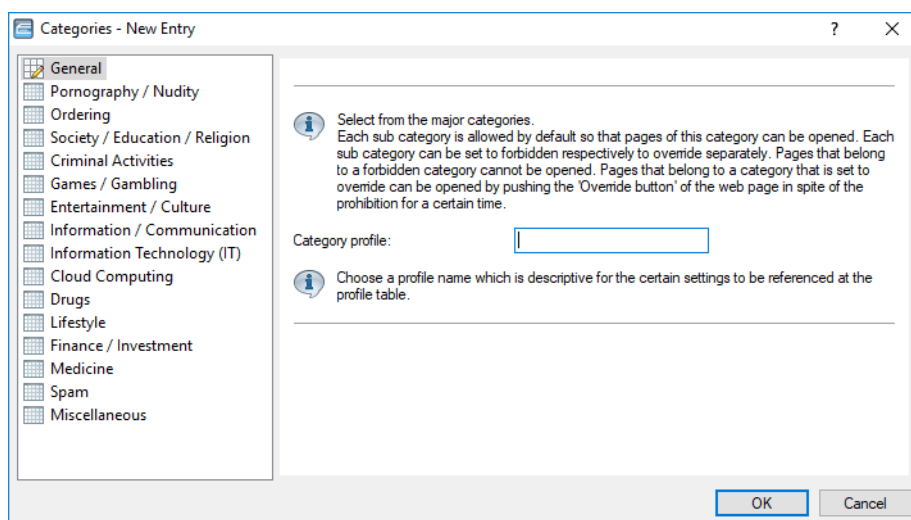 Categories - New Entry
?
General
Pornography / Nudity
Ordering
Society / Education / Religion
Criminal Activities
Games / Gambling
Entertainment / Culture
Information / Communication
Information Technology (IT)
Cloud Computing
Drugs
Lifestyle
Finance / Investment
Medicine
Spam
Miscellaneous
Select from the major categories.
Each sub category is allowed by default so that pages of this category can be opened. Each
sub category can be set to forbidden respectively to override separately. Pages that belong
to a forbidden category cannot be opened. Pages that belong to a category that is set to
override can be opened by pushing the 'Override button' of the web page in spite of the
prohibition for a certain time.
Category profile:
Choose a profile name which is descriptive for the certain settings to be referenced at the
profile table.
OK
Cancel